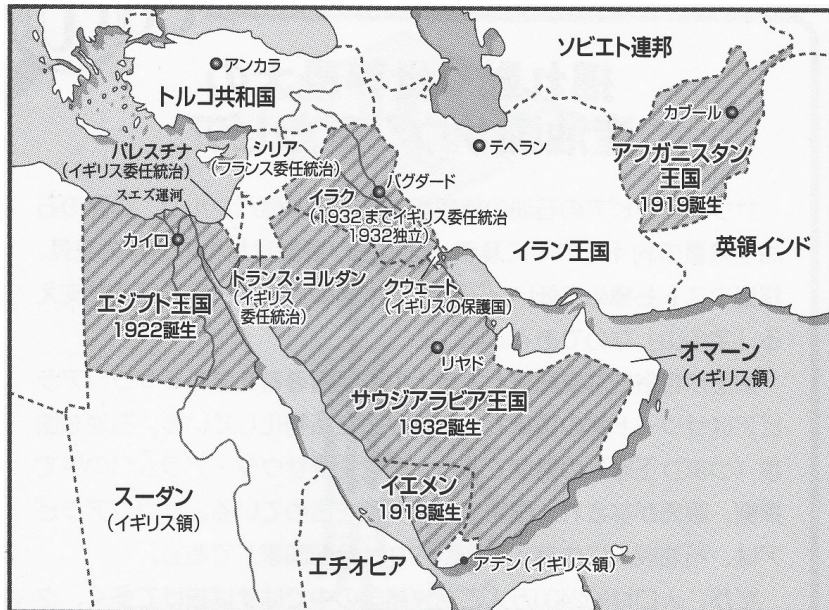 ソビエト連邦
アンカラ
トルコ共和国
カブール
テヘラン
アフガニスタン
王国
1919誕生
パレスチナ
(イギリス委任統治)
シリア
(フランス委任統治)
スエズ運河
バグダード
イラク
(1932までイギリス委任統治
1932独立)
カイロ
イラン王国
英領インド
トランス・ヨルダン
(イギリス
委任統治)
クウェート
(イギリスの保護国)
エジプト王国
1922誕生
リヤド
オマーン
(イギリス領)
サウジアラビア王国
1932誕生
イエメン
1918誕生
スーダン
(イギリス領)
エチオピア
アデン(イギリス領)